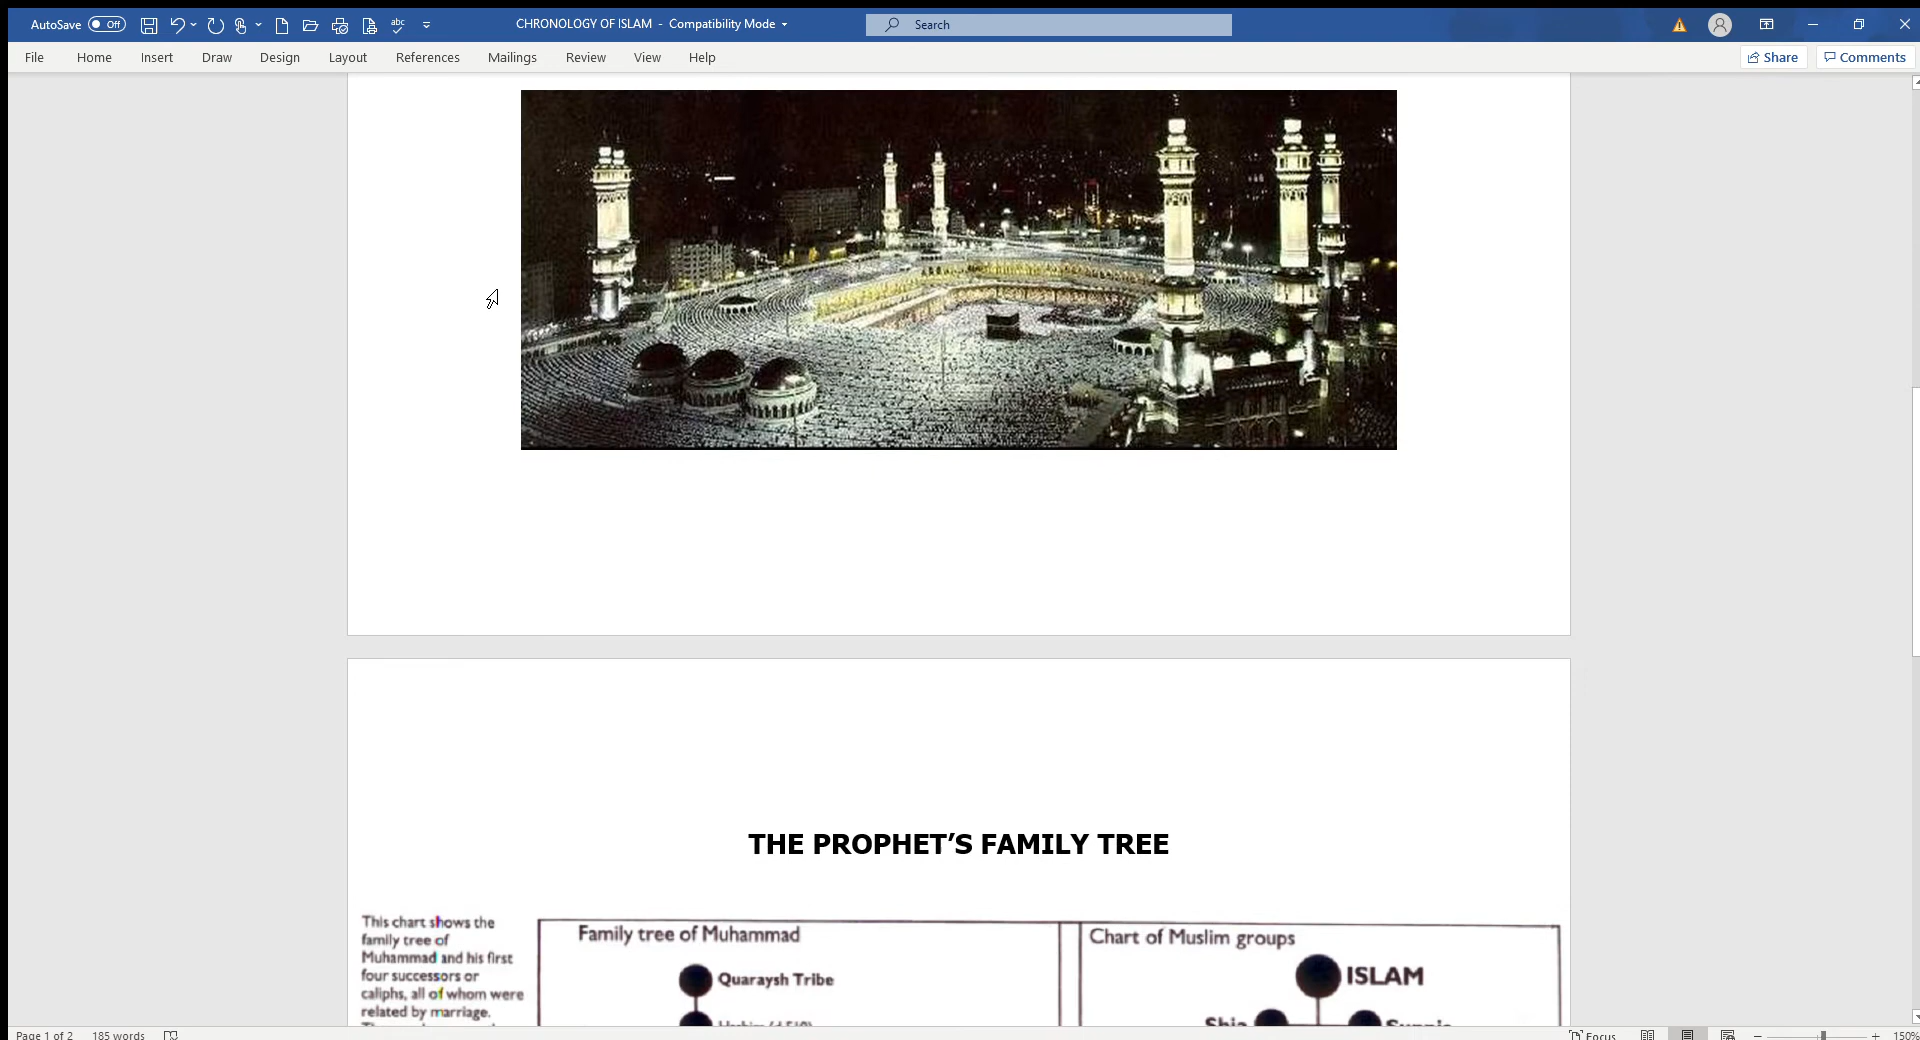 AutoSave Off
abc
CHRONOLOGY OF ISLAM - Compatibility Mode
Search
File Home Insert Draw Design Layout References Mailings Review View Help
Share Comments
THE PROPHET'S FAMILY TREE
This chart shows the
family tree of
Muhammad and his first
four successors or
caliphs, all of whom were
related by marriage.
Family tree of Muhammad
Quaraysh Tribe
Chart of Muslim groups
ISLAM
Shia
Page 1 of 2 185 words
Focus
150%